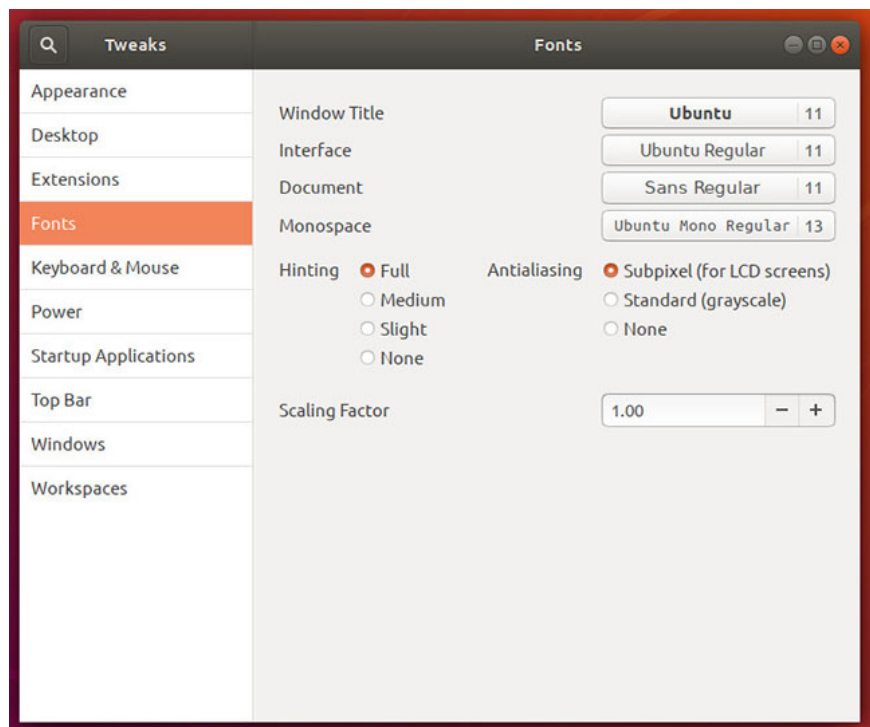 Tweaks
Fonts
Appearance
Desktop
Extensions
Fonts
Keyboard & Mouse
Power
Startup Applications
Top Bar
Windows
Workspaces
Window Title Ubuntu 11
Interface Ubuntu Regular 11
Document Sans Regular 11
Monospace Ubuntu Mono Regular 13
Hinting Full Antialiasing Subpixel (for LCD screens)
Medium Standard (grayscale)
Slight None
None
Scaling Factor 1.00 − +